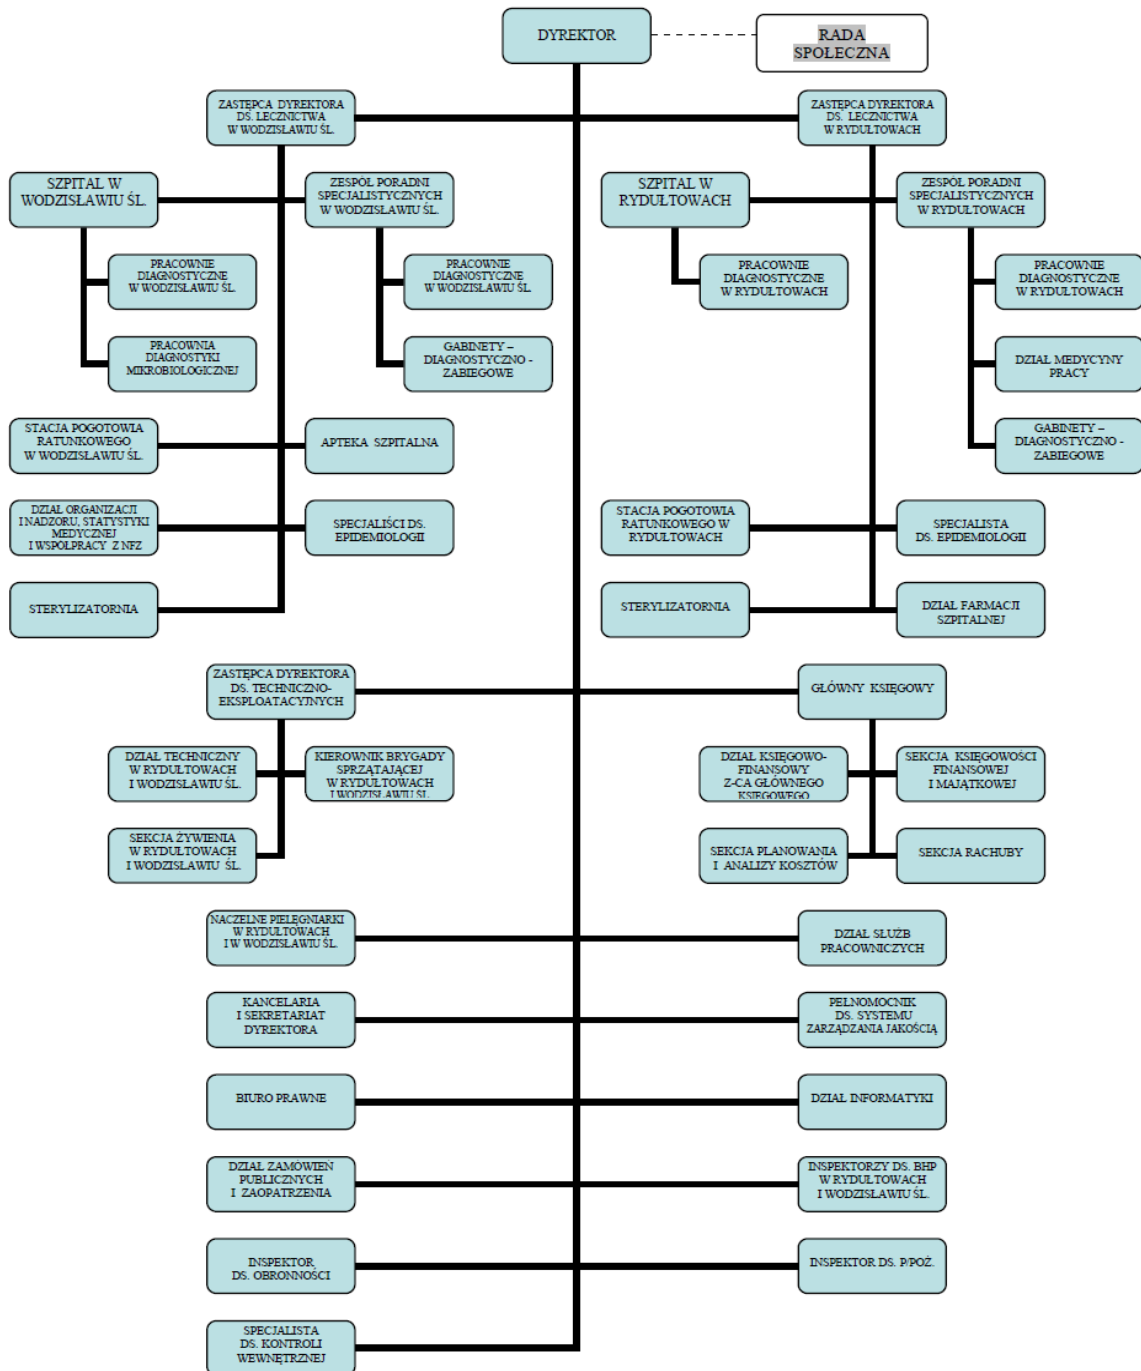 DYREKTOR
RADA
SPOŁECZNA
ZASTĘPCA DYREKTORA
DS. LECZNICTWA
W WODZISŁAWIU ŚL.
ZASTĘPCA DYREKTORA
DS. LECZNICTWA
W RYDUŁTOWACH
SZPITAL W
WODZISŁAWIU ŚL.
ZESPÓŁ PORADNI
SPECJALISTYCZNYCH
W WODZISŁAWIU ŚL.
SZPITAL W
RYDUŁTOWACH
ZESPÓŁ PORADNI
SPECJALISTYCZNYCH
W RYDUŁTOWACH
PRACOWNIE
DIAGNOSTYCZNE
W WODZISŁAWIU ŚL.
PRACOWNIE
DIAGNOSTYCZNE
W WODZISŁAWIU ŚL.
PRACOWNIE
DIAGNOSTYCZNE
W RYDUŁTOWACH
PRACOWNIE
DIAGNOSTYCZNE
W RYDUŁTOWACH
PRACOWNIA
DIAGNOSTYKI
MIKROBIOLOGICZNEJ
GABINETY –
DIAGNOSTYCZNO -
ZABIEGOWE
DZIAŁ MEDYCYNY
PRACY
STACJA POGOTOWIA
RATUNKOWEGO
W WODZISŁAWIU ŚL.
APTEKA SZPITALNA
GABINETY –
DIAGNOSTYCZNO -
ZABIEGOWE
DZIAŁ ORGANIZACJI
I NADZORU, STATYSTYKI
MEDYCZNEJ
I WSPÓŁPRACY Z NFZ
SPECJALIŚCI DS.
EPIDEMIOLOGII
STACJA POGOTOWIA
RATUNKOWEGO W
RYDUŁTOWACH
SPECJALISTA
DS. EPIDEMIOLOGII
STERYLIZATORNIA
STERYLIZATORNIA
DZIAŁ FARMACJI
SZPITALNEJ
ZASTĘPCA DYREKTORA
DS. TECHNICZNO-
EKSPLOATACYJNYCH
GŁÓWNY KSIĘGOWY
DZIAŁ TECHNICZNY
W RYDUŁTOWACH
I WODZISŁAWIU ŚL.
KIEROWNIK BRYGADY
SPRZĄTAJĄCEJ
W RYDUŁTOWACH
I WODZISŁAWIU ŚL.
DZIAŁ KSIĘGOWO-
FINANSOWY
Z-CA GŁÓWNEGO
KSIĘGOWEGO
SEKCJA KSIĘGOWOŚCI
FINANSOWEJ
I MAJĄTKOWEJ
SEKCJA ŻYWIENIA
W RYDUŁTOWACH
I WODZISŁAWIU ŚL.
SEKCJA PLANOWANIA
I ANALIZY KOSZTÓW
SEKCJA RACHUBY
NACZELNE PIELĘGNIARKI
W RYDUŁTOWACH
I W WODZISŁAWIU ŚL.
DZIAŁ SŁUŻB
PRACOWNICZYCH
KANCELARIA
I SEKRETARIAT
DYREKTORA
PEŁNOMOCNIK
DS. SYSTEMU
ZARZĄDZANIA JAKOŚCIĄ
BIURO PRAWNE
DZIAŁ INFORMATYKI
DZIAŁ ZAMÓWIEŃ
PUBLICZNYCH
I ZAOPATRZENIA
INSPEKTORZY DS. BHP
W RYDUŁTOWACH
I WODZISŁAWIU ŚL.
INSPEKTOR
DS. OBRONNOŚCI
INSPEKTOR DS. P/POŻ.
SPECJALISTA
DS. KONTROLI
WEWNĘTRZNEJ